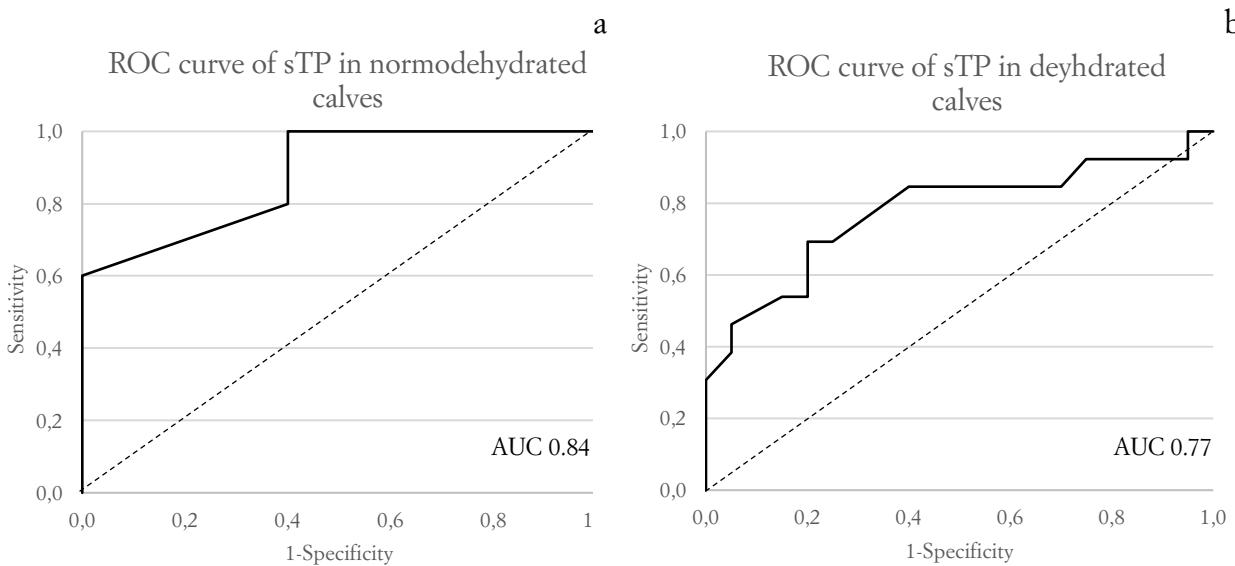 a
ROC curve of sTP in normodehydrated
calves
1,0
0,8
0,6
0,4
0,2
0,0
Sensitivity
0,0 0,2 0,4 0,6 0,8 1
1-Specificity
AUC 0.84
b
ROC curve of sTP in deyhdrated
calves
1,0
0,8
0,6
0,4
0,2
0,0
Sensitivity
0,0 0,2 0,4 0,6 0,8 1,0
1-Specificity
AUC 0.77